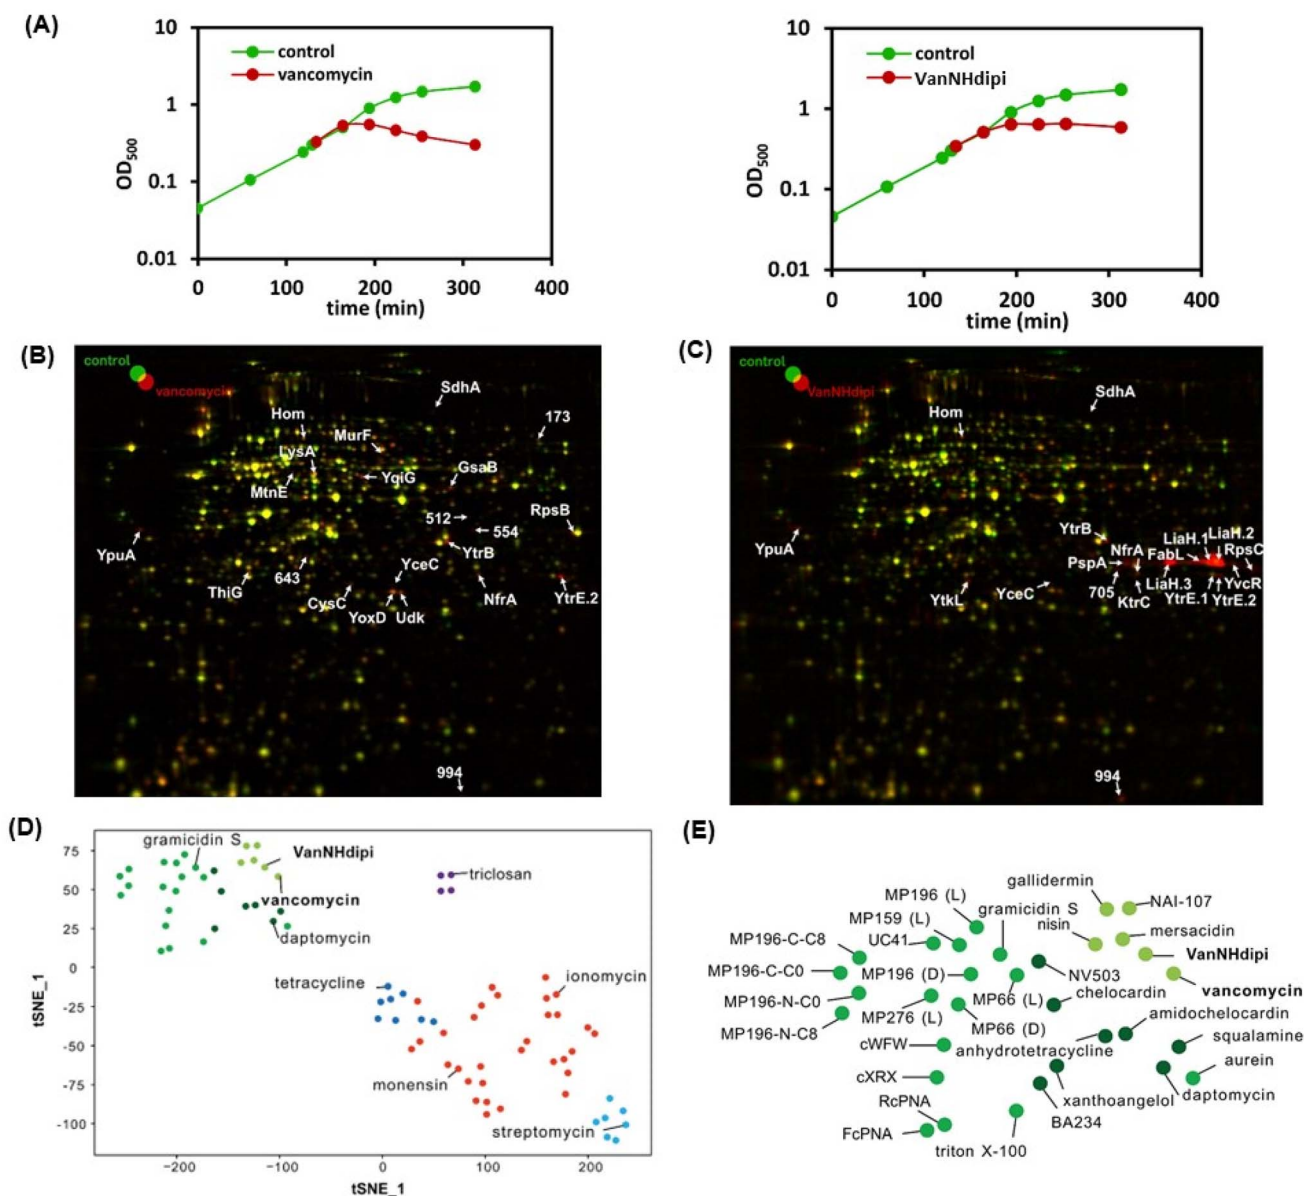 (A)
10
1
0.1
0.01
OD500
control
vancomycin
0
100
200
300
400
time (min)
10
1
0.1
0.01
OD500
control
VanNHdipi
0
100
200
300
400
time (min)
(B)
control
vancomycin
SdhA
Hom
173
MurF
LysA
GsaB
MtnE
YqiG
512
554
RpsB
YpuA
YtrB
643
YceC
ThiG
CysC
NfrA
YtrE.2
YoxD
Udk
994
(C)
control
VanNHdipi
SdhA
Hom
YtrB
LiaH.2
LiaH.1
YpuA
NfrA
FabL
RpsC
PspA
YtkL
YceC
705
LiaH.3
YvcR
KtrC
YtrE.1
YtrE.2
994
(D)
75
50
25
0
-25
-50
-75
-100
tSNE_1
gramicidin S
VanNHdipi
triclosan
vancomycin
daptomycin
tetracycline
ionomycin
monensin
streptomycin
−200
−100
0
100
200
tSNE_1
(E)
gallidermin
MP196 (L)
gramicidin S
NAI-107
MP159 (L)
nisin
mersacidin
UC41
MP196-C-C8
VanNHdipi
MP196-C-C0
MP196 (D)
NV503
vancomycin
MP196-N-C0
MP66 (L)
chelocardin
MP276 (L)
amidochelocardin
MP196-N-C8
MP66 (D)
squalamine
cWFW
anhydrotetracycline
aurein
cXRX
xanthoangelol
daptomycin
RcPNA
BA234
FcPNA
triton X-100